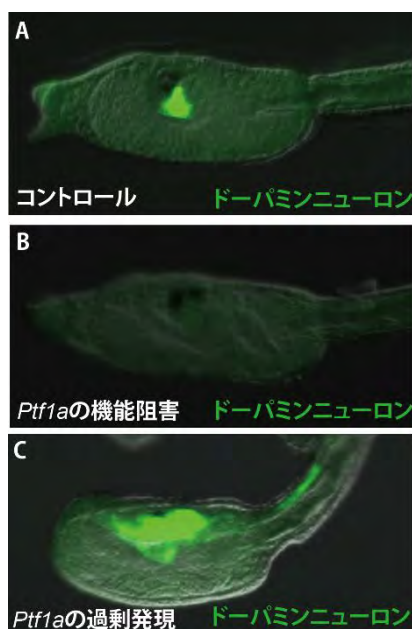 A
コントロール ドーパミンニューロン
B
Ptf1aの機能阻害 ドーパミンニューロン
C
Ptf1aの過剰発現 ドーパミンニューロン